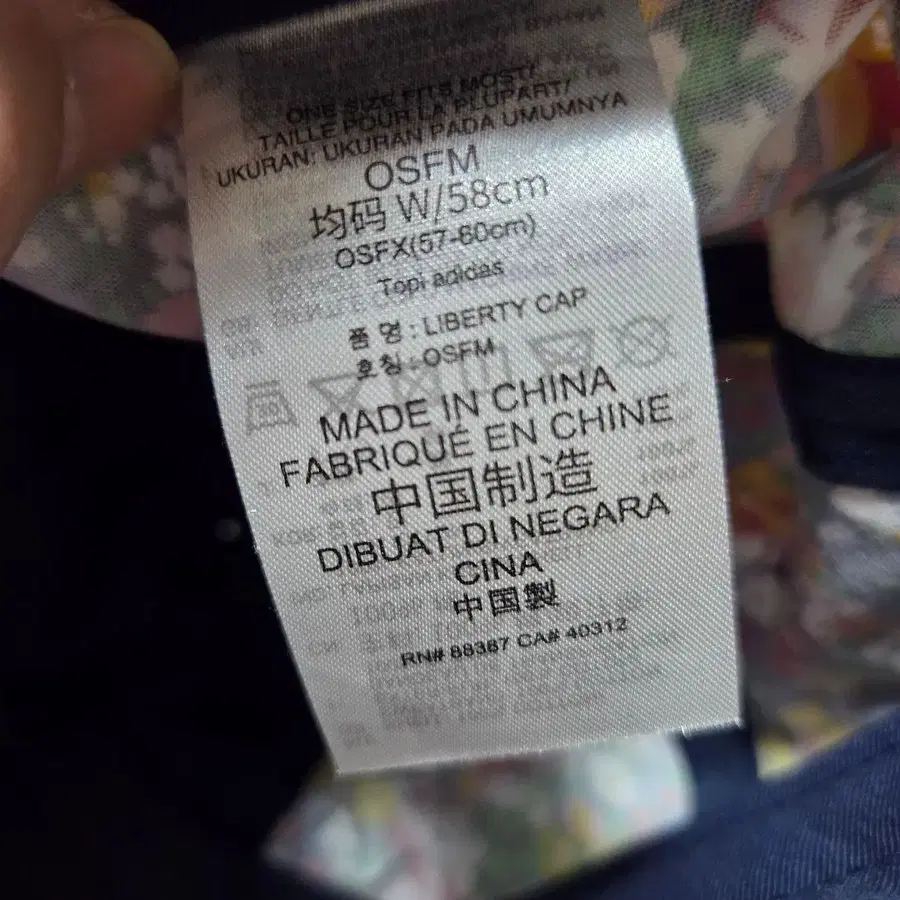 ONE SIZE FITS MOST/
TAILLE POUR LA PLUPART/
UKURAN: UKURAN PADA UMUMNYA
OSFM
均码 W/58cm
OSFX(57-60cm)
Topi adidas
품 명 : LIBERTY CAP
호칭 : OSFM
MADE IN CHINA
FABRIQUÉ EN CHINE
中国制造
DIBUAT DI NEGARA
CINA
中国製
RN# 88387 CA# 40312